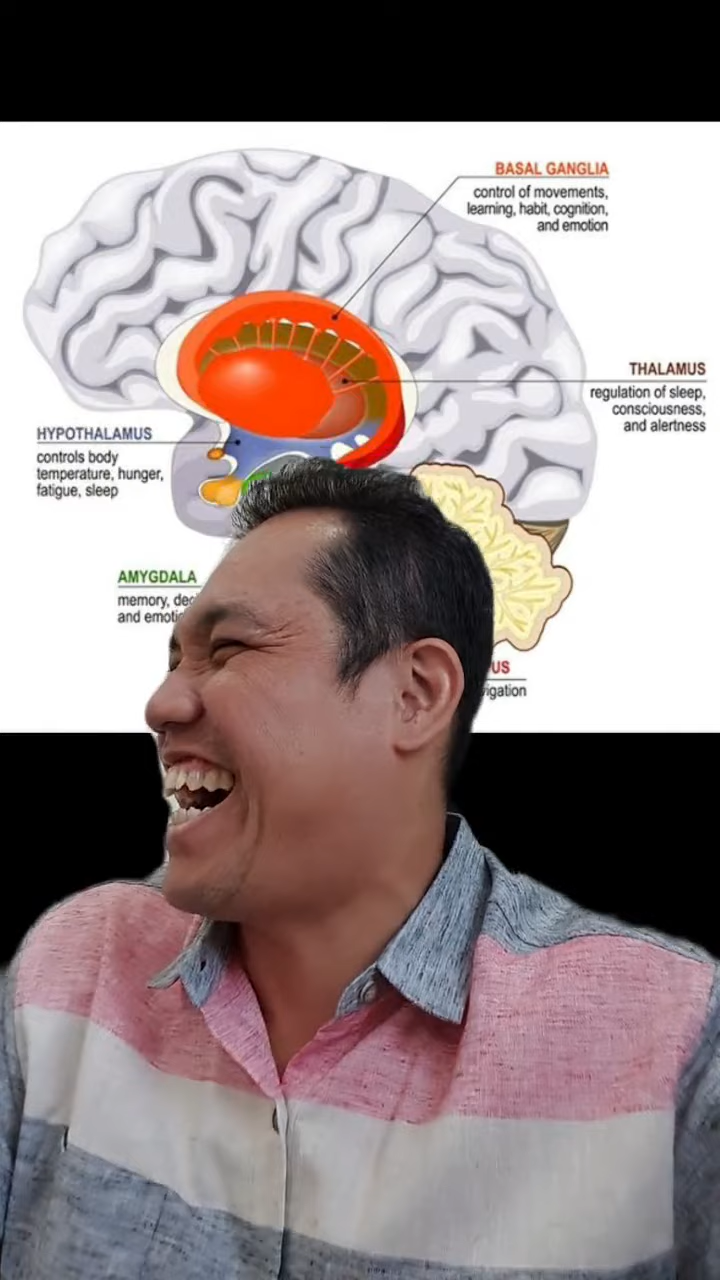 BASAL GANGLIA
control of movements,
learning, habit, cognition,
and emotion
THALAMUS
regulation of sleep,
consciousness,
and alertness
HYPOTHALAMUS
controls body
temperature, hunger,
fatigue, sleep
AMYGDALA
memory,
and